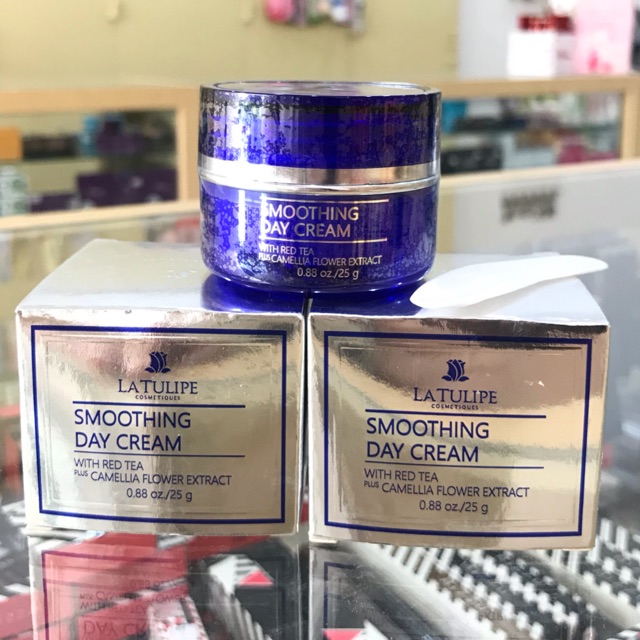 SMOOTHING
DAY CREAM
WITH RED TEA
PLUS CAMELLIA FLOWER EXTRACT
0.88 oz./25 g
LATULIPE
COSMETIQUES
SMOOTHING
DAY CREAM
WITH RED TEA
PLUS CAMELLIA FLOWER EXTRACT
0.88 oz./25 g
LATULIPE
COSMETIQUES
SMOOTHING
DAY CREAM
WITH RED TEA
PLUS CAMELLIA FLOWER EXTRACT
0.88 oz./25 g